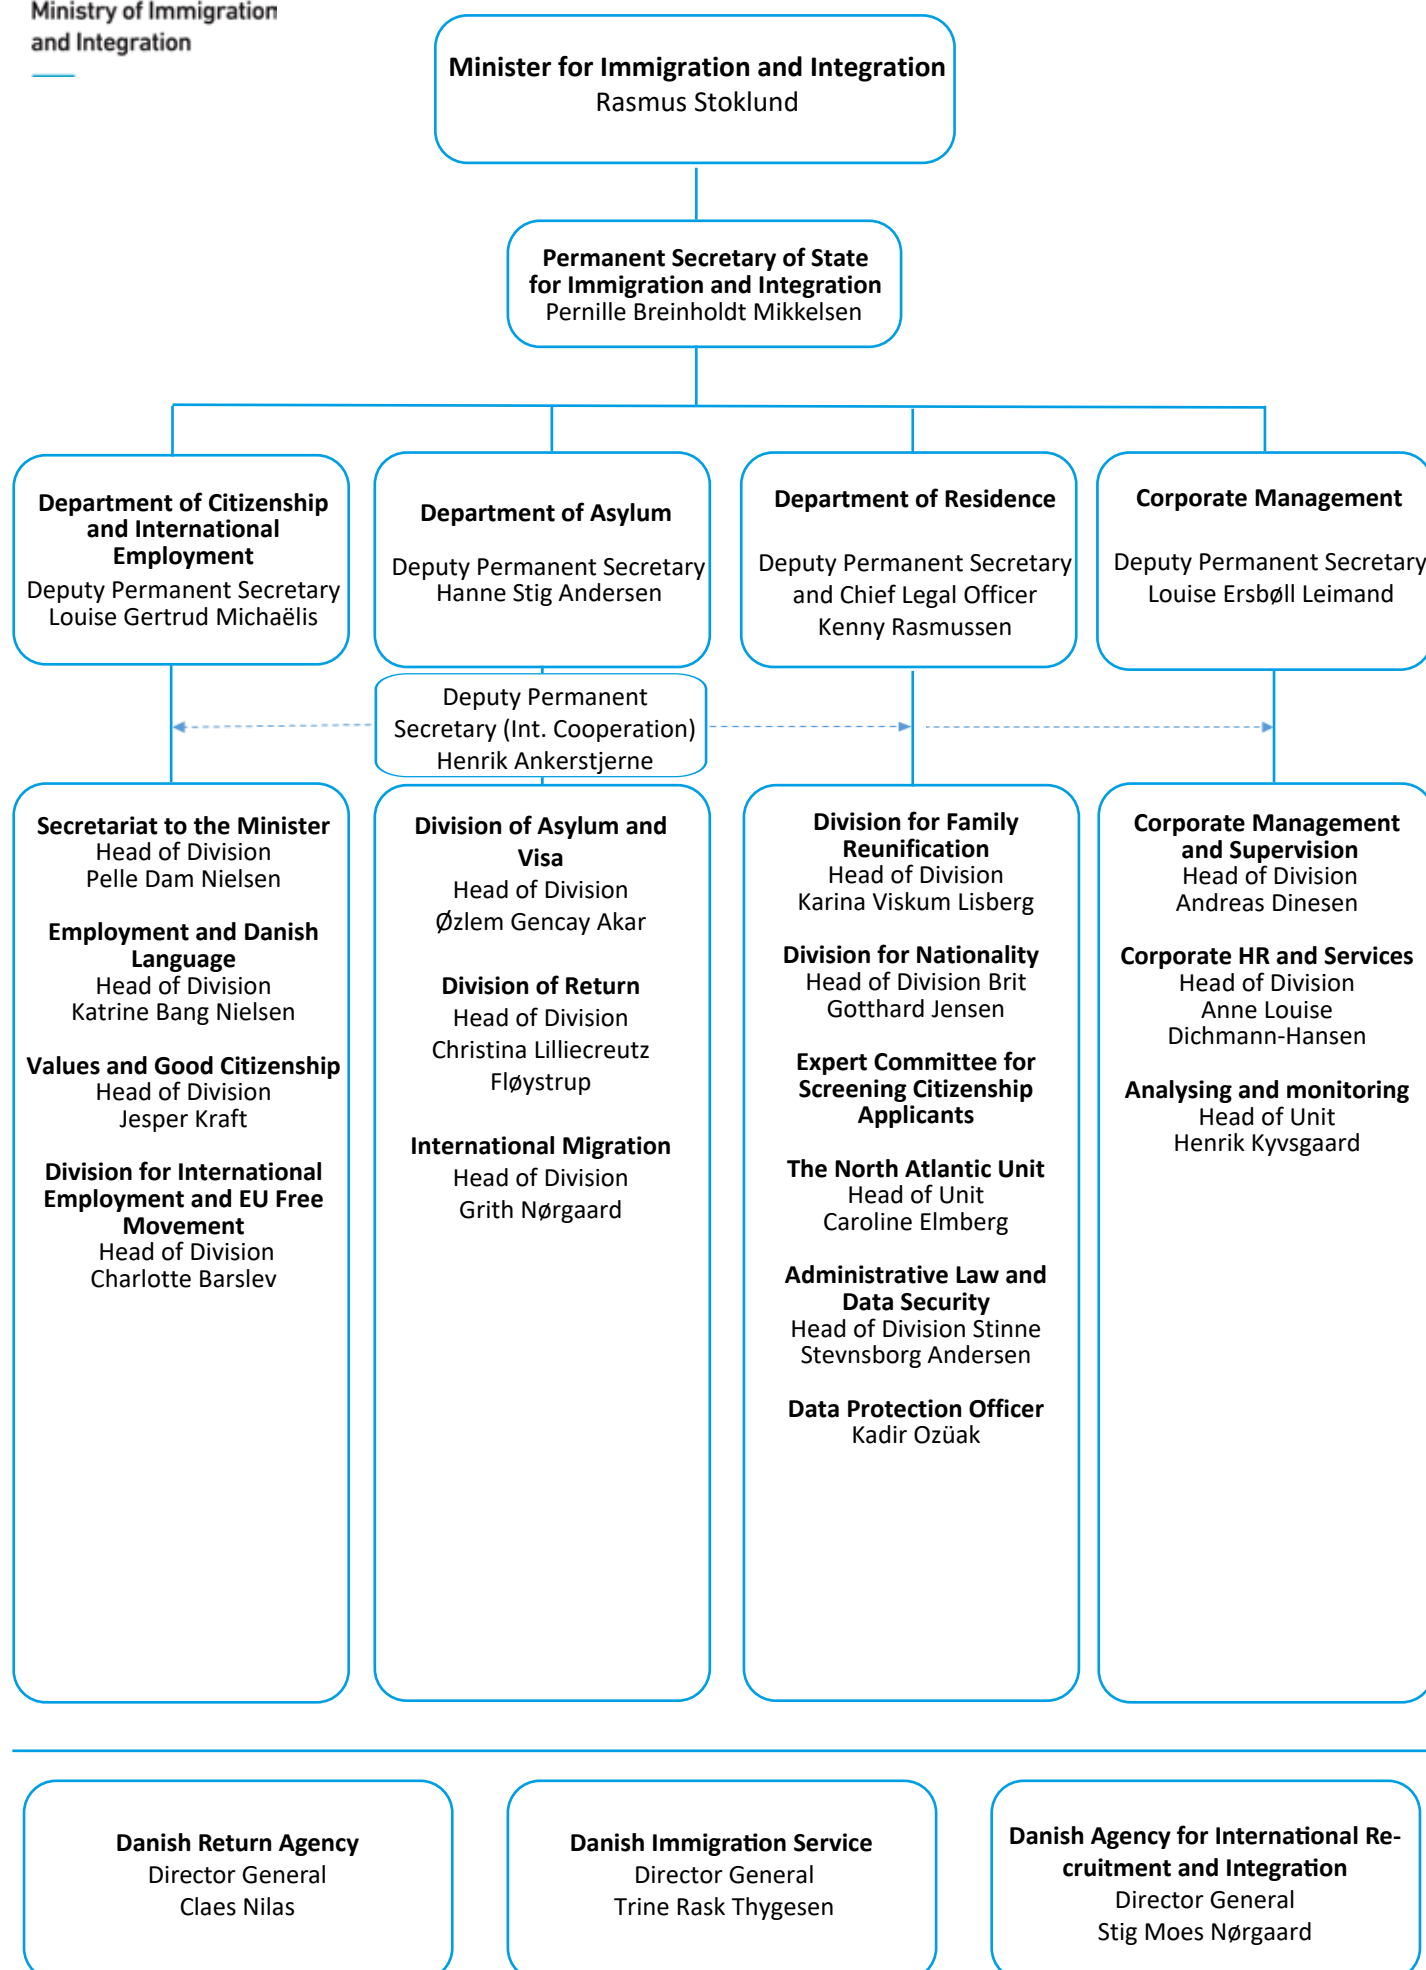 Ministry of Immigration
and Integration
Minister for Immigration and Integration
Rasmus Stoklund
Permanent Secretary of State
for Immigration and Integration
Pernille Breinholdt Mikkelsen
Department of Citizenship
and International
Employment
Deputy Permanent Secretary
Louise Gertrud Michaëlis
Department of Asylum
Deputy Permanent Secretary
Hanne Stig Andersen
Department of Residence
Deputy Permanent Secretary
and Chief Legal Officer
Kenny Rasmussen
Corporate Management
Deputy Permanent Secretary
Louise Ersbøll Leimand
Deputy Permanent
Secretary (Int. Cooperation)
Henrik Ankerstjerne
Secretariat to the Minister
Head of Division
Pelle Dam Nielsen
Employment and Danish
Language
Head of Division
Katrine Bang Nielsen
Values and Good Citizenship
Head of Division
Jesper Kraft
Division for International
Employment and EU Free
Movement
Head of Division
Charlotte Barslev
Division of Asylum and
Visa
Head of Division
Øzlem Gencay Akar
Division of Return
Head of Division
Christina Lilliecreutz
Fløystrup
International Migration
Head of Division
Grith Nørgaard
Division for Family
Reunification
Head of Division
Karina Viskum Lisberg
Division for Nationality
Head of Division Brit
Gotthard Jensen
Expert Committee for
Screening Citizenship
Applicants
The North Atlantic Unit
Head of Unit
Caroline Elmberg
Administrative Law and
Data Security
Head of Division Stinne
Stevnsborg Andersen
Data Protection Officer
Kadir Ozüak
Corporate Management
and Supervision
Head of Division
Andreas Dinesen
Corporate HR and Services
Head of Division
Anne Louise
Dichmann-Hansen
Analysing and monitoring
Head of Unit
Henrik Kyvsgaard
Danish Return Agency
Director General
Claes Nilas
Danish Immigration Service
Director General
Trine Rask Thygesen
Danish Agency for International Re-
cruitment and Integration
Director General
Stig Moes Nørgaard